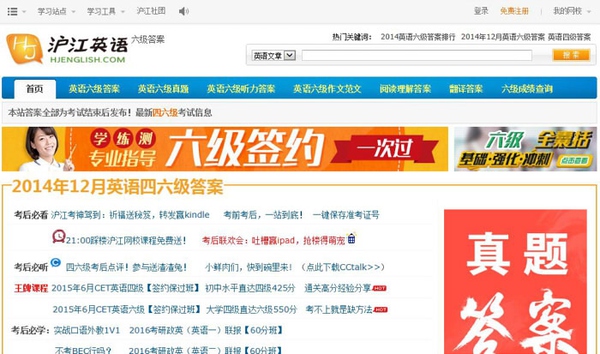 学习站点 学习工具 沪江社团 登录 免费注册 我的网校
HJ 沪江英语 六级答案
HJENGLISH.COM
热门关键词： 2014英语六级答案排行 2014年12月英语六级答案 英语四级答案
英语文章 搜索
首页 英语六级答案 英语六级真题 英语六级听力答案 英语六级作文范文 阅读理解答案 翻译答案 六级成绩查询
本站答案全部为考试结束后发布！最新四六级考试信息
学 练 测
专业指导 六级签约 一次过
六级 全额奖
基础·强化·冲刺 点击查看
2014年12月英语四六级答案
考后必看 沪江考神驾到：祈福送秘笈，转发赢kindle 考前考后，一站到底！ 一键保存准考证号
21:00踩楼沪江网校课程免费送！ 考后联欢会：吐槽赢ipad，抢楼得萌宠
考后必听 四六级考后点评！参与送渣渣兔！ 小鲜肉们，快到碗里来！（点此下载CCtalk>>）
王牌课程 2015年6月CET英语四级【签约保过班】 初中水平直达四级425分 通关高分经验分享 HOT
2015年6月CET英语六级【签约保过班】 大学四级直达六级550分 考不上就是缺方法 HOT
考后必学： 实战口语外教1V1 2016考研政英（英语一）联报【60分班】
不考BEC行吗？ 2016考研政英（英语二）联报【60分班】
真题
答案